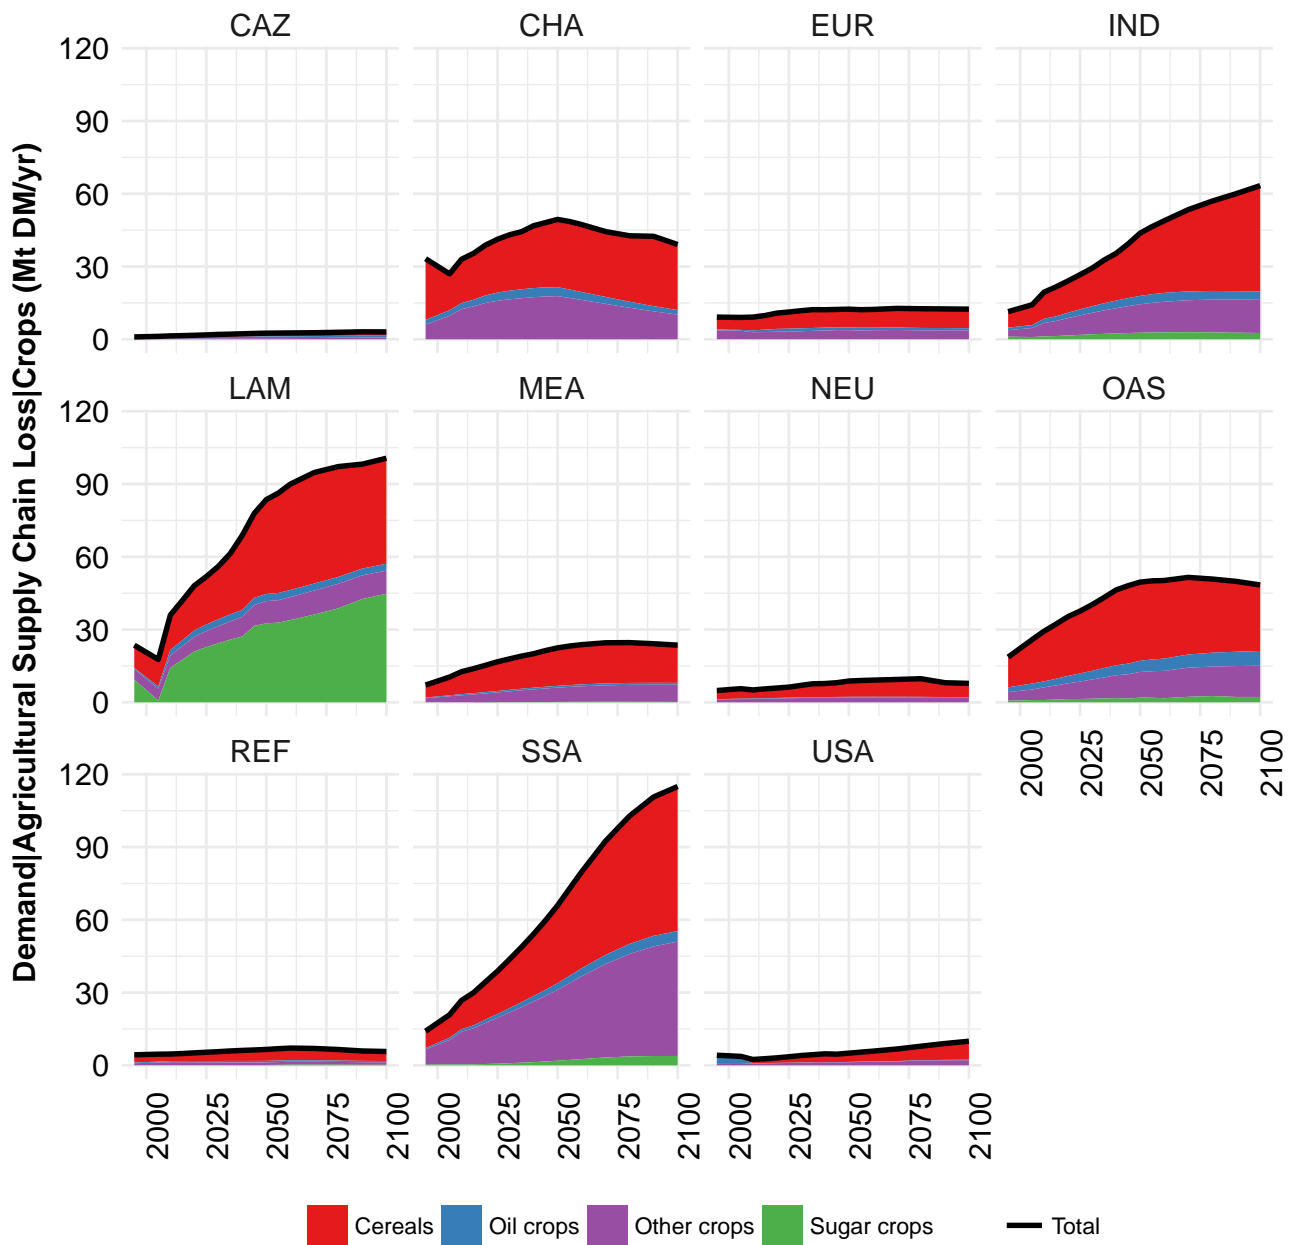 CAZ CHA EUR IND
120
90
60
30
0
LAM MEA NEU OAS
120
90
60
30
0
2000 2025 2050 2075 2100
REF SSA USA
120
90
60
30
0
2000 2025 2050 2075 2100 2000 2025 2050 2075 2100 2000 2025 2050 2075 2100
Demand|Agricultural Supply Chain Loss|Crops (Mt DM/yr)
Cereals Oil crops Other crops Sugar crops Total